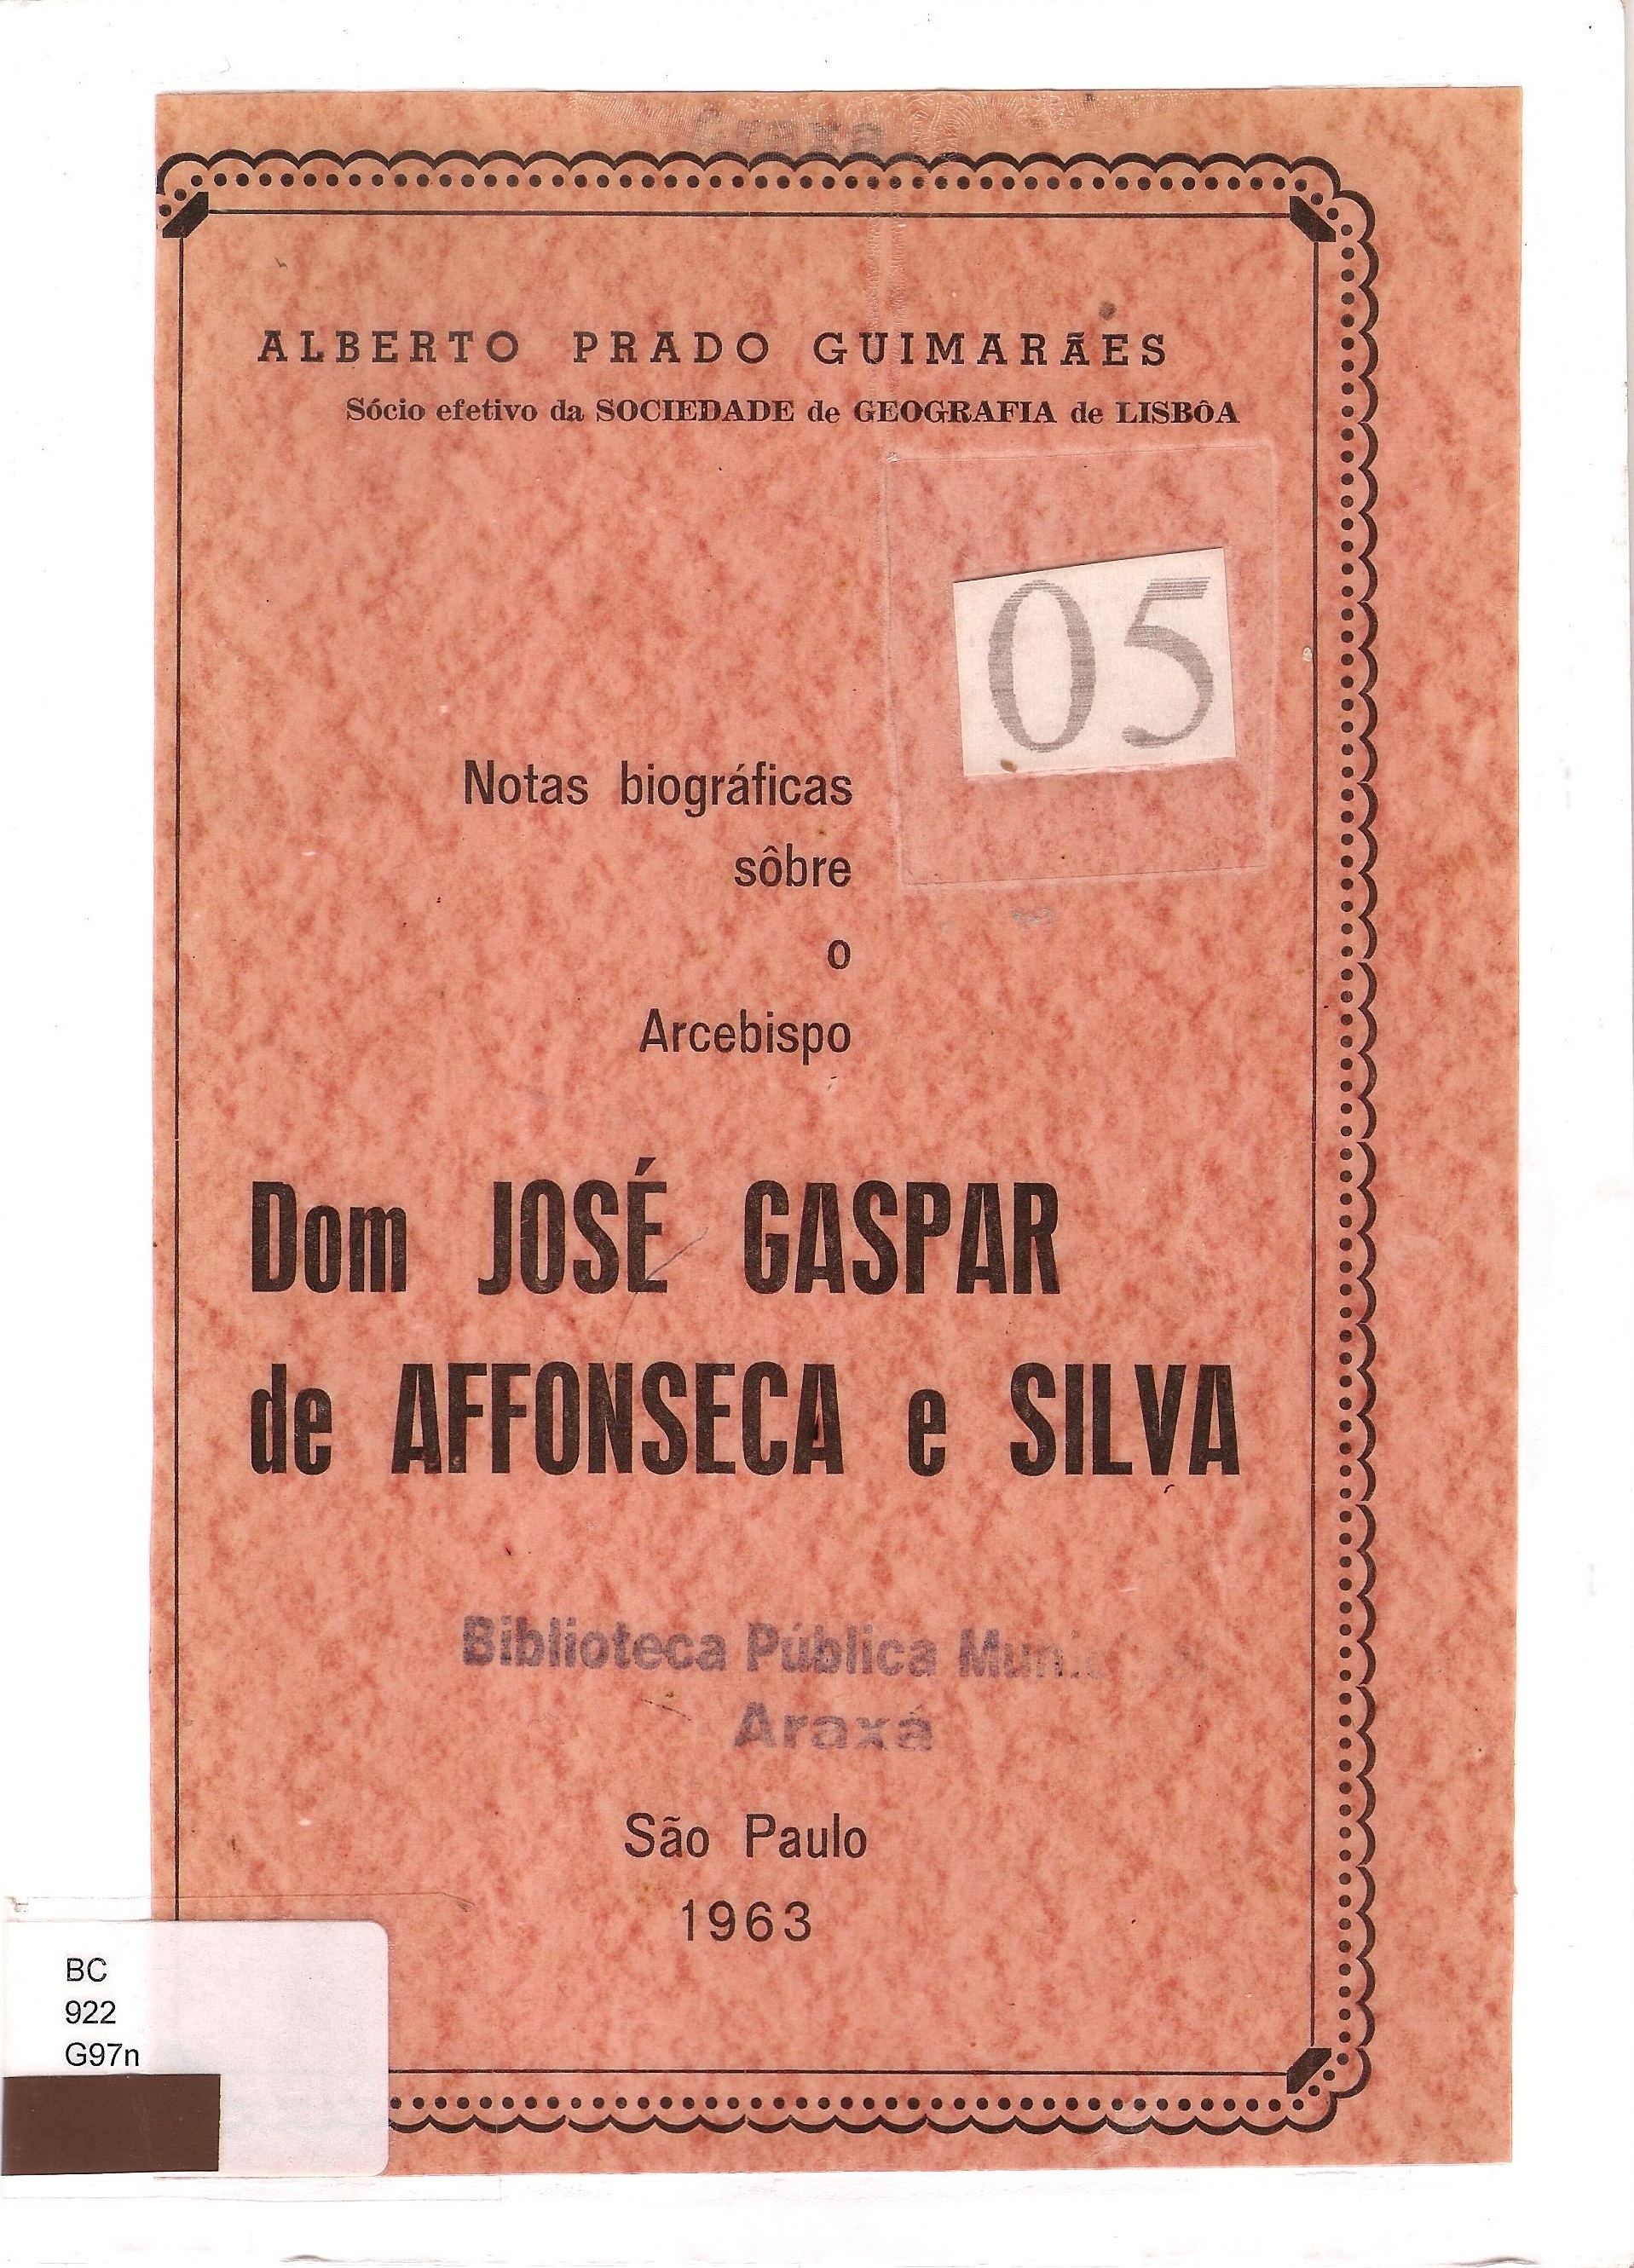 Araxá
ALBERTO PRADO GUIMARÃES
Sócio efetivo da SOCIEDADE de GEOGRAFIA de LISBÔA
05
Notas biográficas
sôbre
o
Arcebispo
Dom JOSÉ GASPAR
de AFFONSECA e SILVA
Biblioteca Pública
Araxá
São Paulo
1963
BC
922
G97n